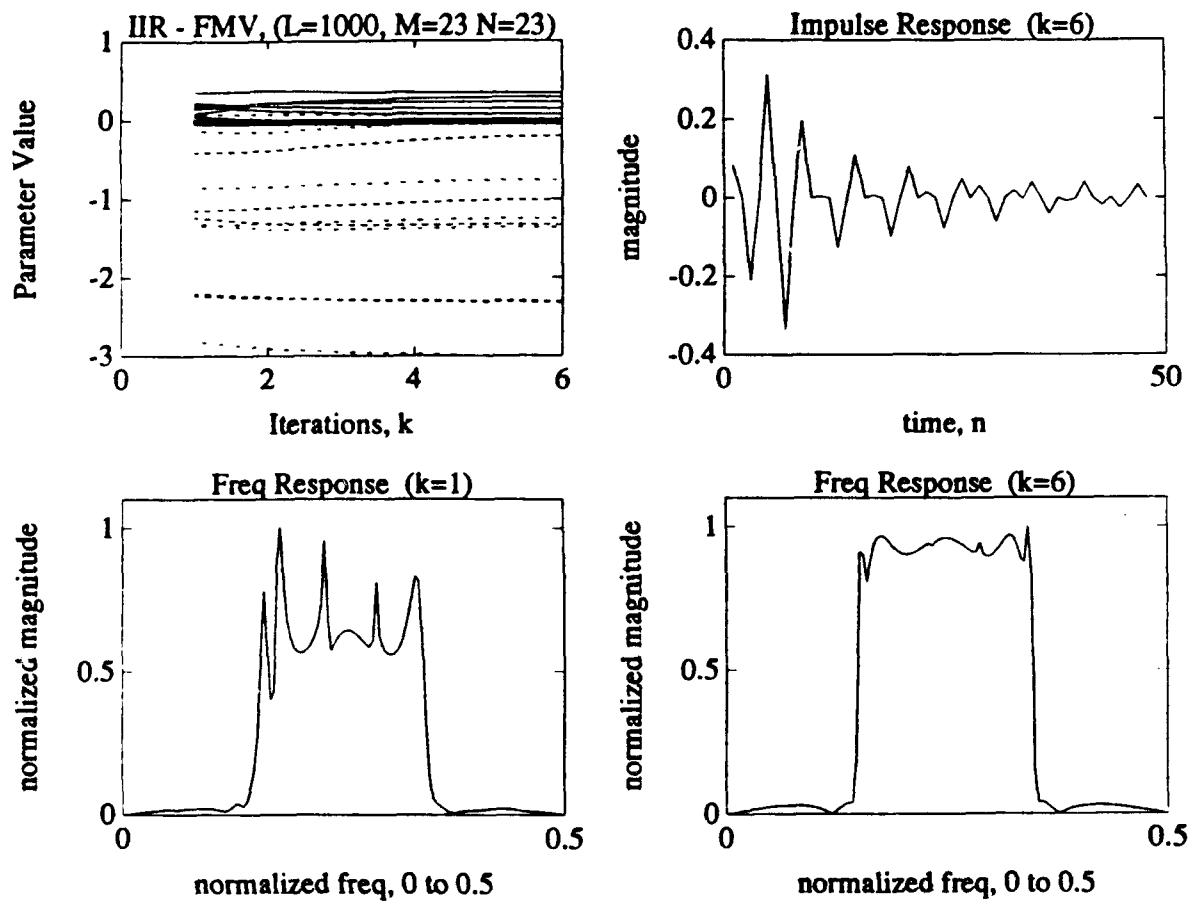 IIR - FMV, (L=1000, M=23 N=23)
1
0
-1
-2
-3
0
2
4
6
Parameter Value
Iterations, k
Impulse Response (k=6)
0.4
0.2
0
-0.2
-0.4
0
50
magnitude
time, n
Freq Response (k=1)
1
0.5
0
0
0.5
normalized magnitude
normalized freq, 0 to 0.5
Freq Response (k=6)
1
0.5
0
0
0.5
normalized magnitude
normalized freq, 0 to 0.5